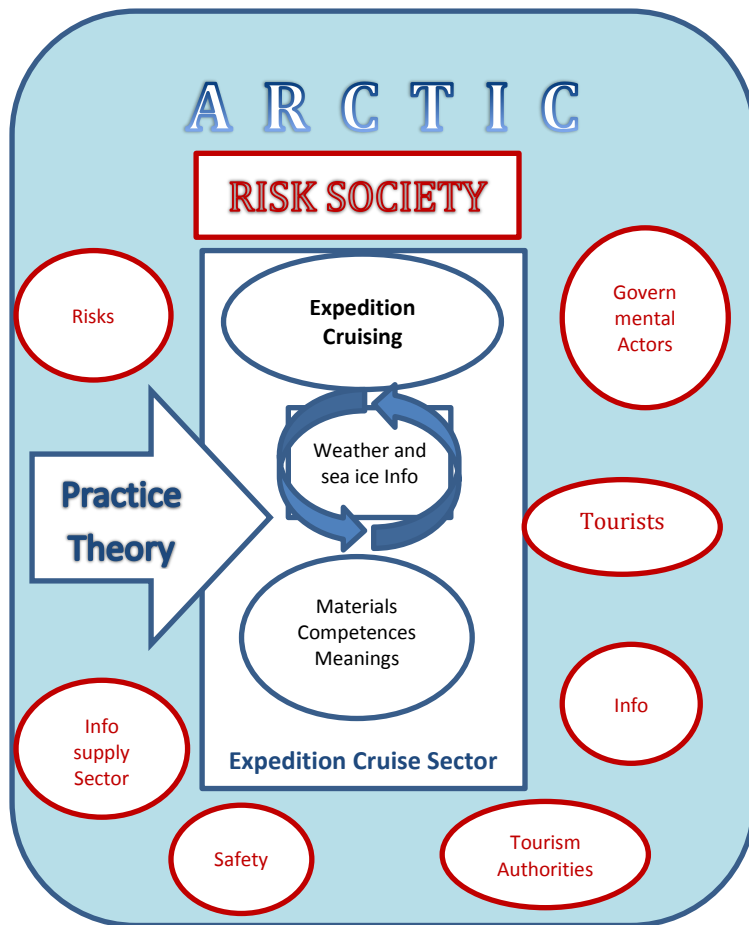 A R C T I C
RISK SOCIETY
Risks
Expedition
Cruising
Govern
mental
Actors
Weather and
sea ice Info
Practice
Theory
Tourists
Materials
Competences
Meanings
Info
supply
Sector
Info
Expedition Cruise Sector
Safety
Tourism
Authorities